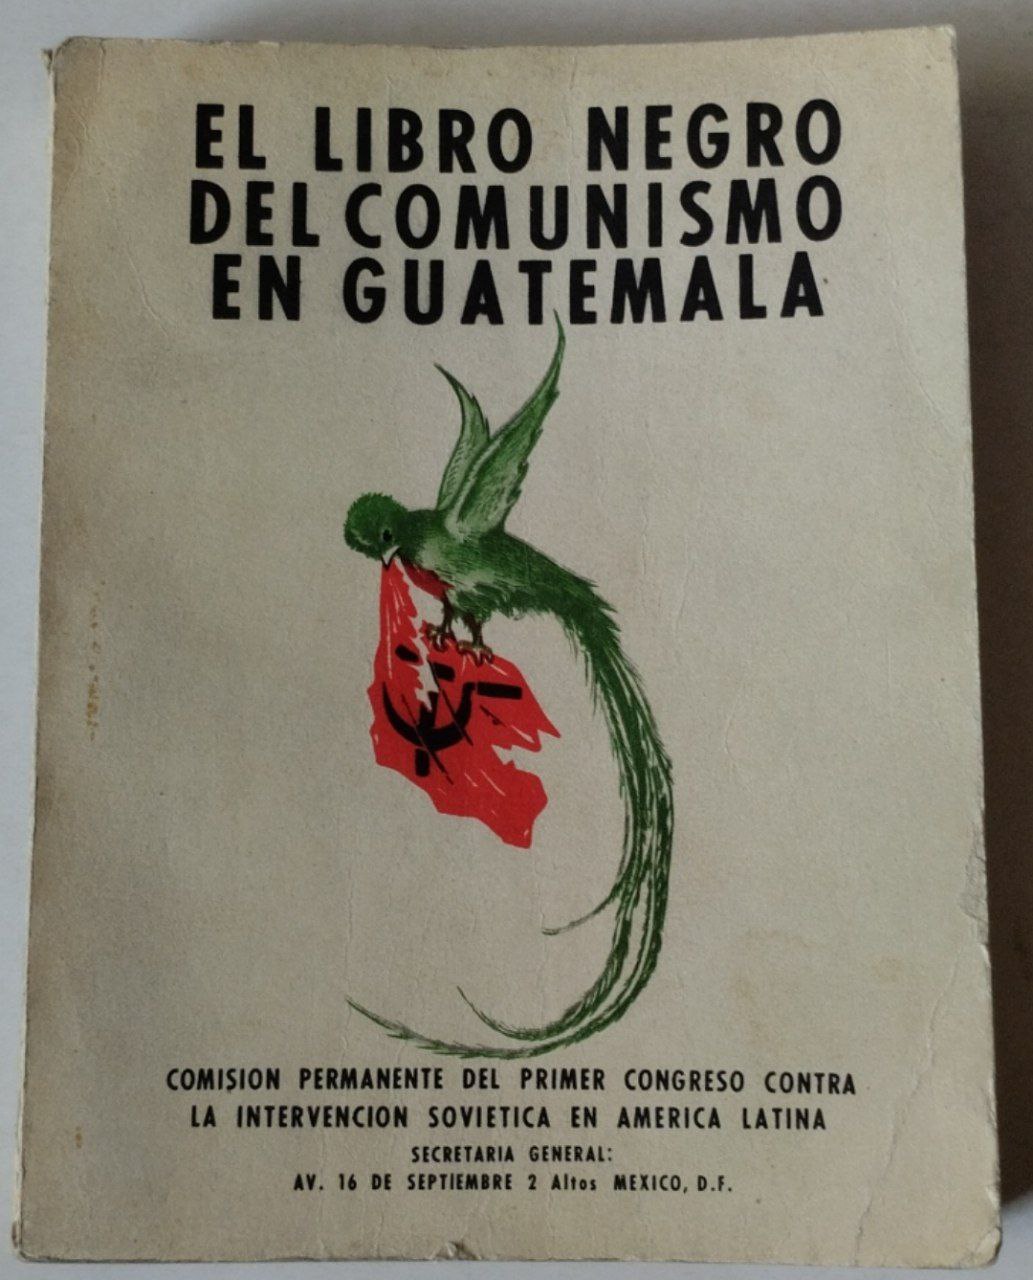 EL LIBRO NEGRO
DEL COMUNISMO
EN GUATEMALA
COMISION PERMANENTE DEL PRIMER CONGRESO CONTRA
LA INTERVENCION SOVIETICA EN AMERICA LATINA
SECRETARIA GENERAL:
AV. 16 DE SEPTIEMBRE 2 Altos MEXICO, D.F.